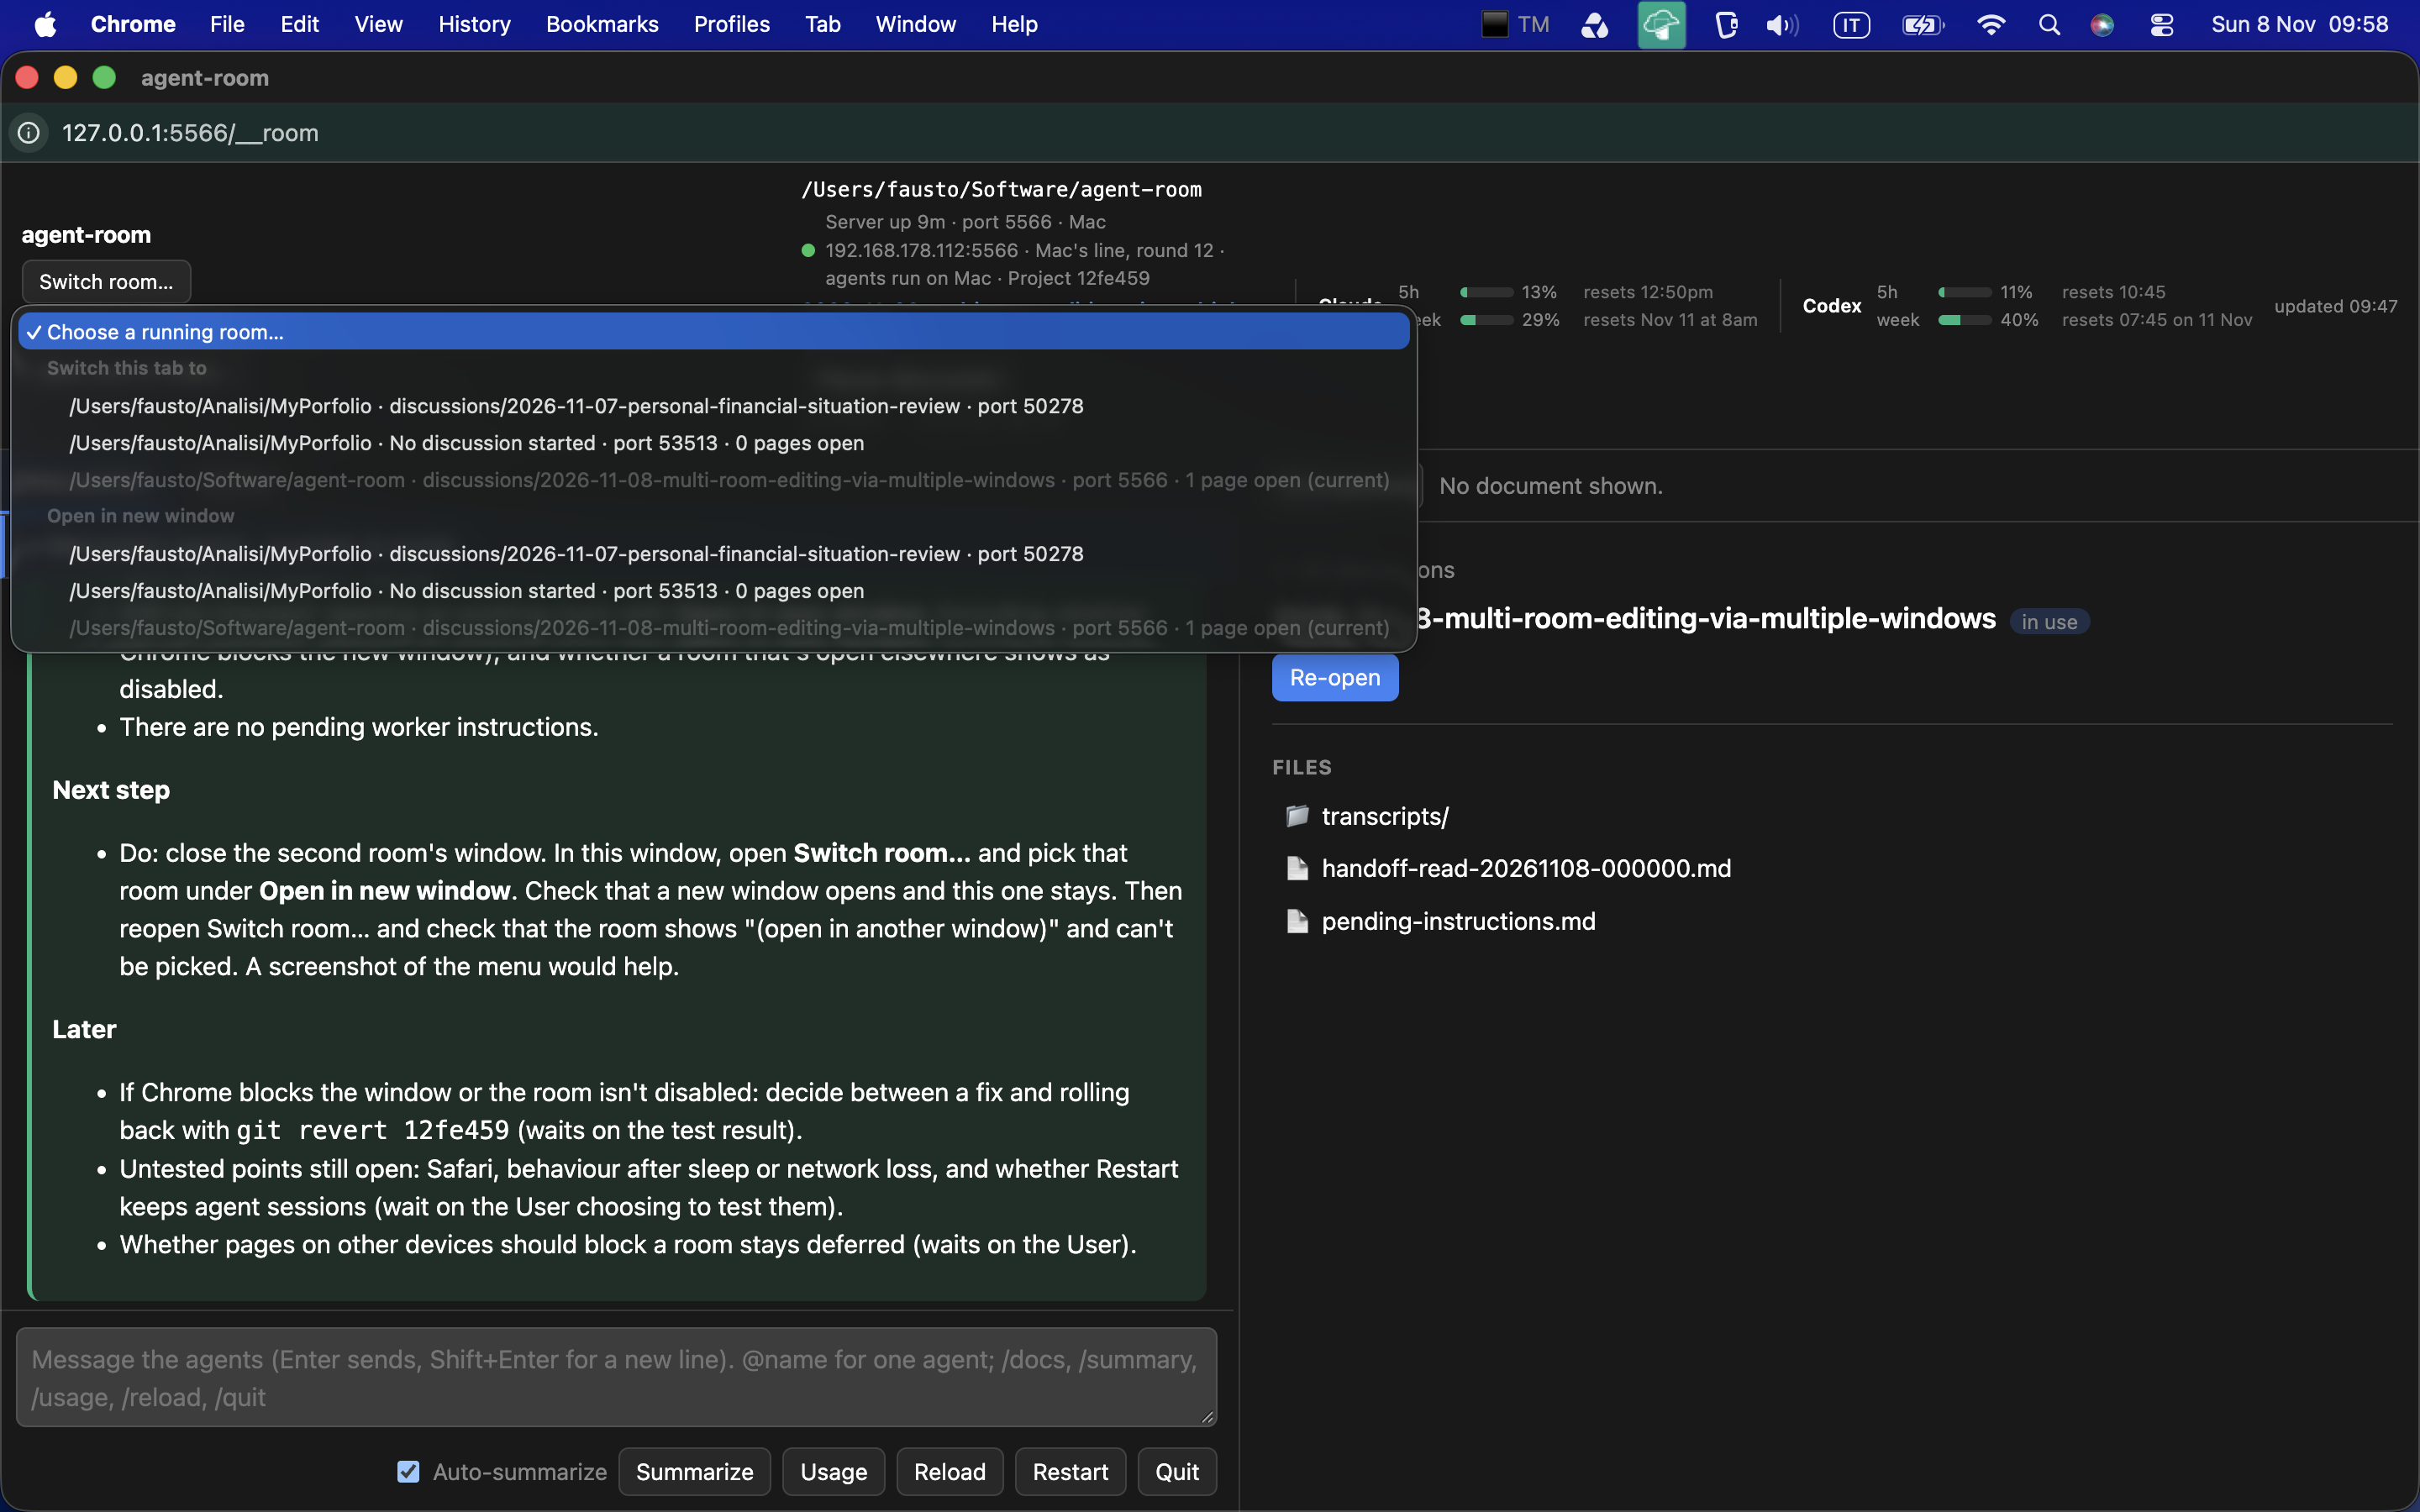 Chrome File Edit View History Bookmarks Profiles Tab Window Help TM IT Sun 8 Nov 09:58
agent-room
127.0.0.1:5566/__room
/Users/fausto/Software/agent-room
Server up 9m · port 5566 · Mac
192.168.178.112:5566 · Mac's line, round 12 ·
agents run on Mac · Project 12fe459
agent-room
Switch room...
5h 13% resets 12:50pm
29% resets Nov 11 at 8am
Codex 5h 11% resets 10:45
week 40% resets 07:45 on 11 Nov
updated 09:47
✓ Choose a running room...
Switch this tab to
/Users/fausto/Analisi/MyPorfolio · discussions/2026-11-07-personal-financial-situation-review · port 50278
/Users/fausto/Analisi/MyPorfolio · No discussion started · port 53513 · 0 pages open
/Users/fausto/Software/agent-room · discussions/2026-11-08-multi-room-editing-via-multiple-windows · port 5566 · 1 page open (current)
Open in new window
/Users/fausto/Analisi/MyPorfolio · discussions/2026-11-07-personal-financial-situation-review · port 50278
/Users/fausto/Analisi/MyPorfolio · No discussion started · port 53513 · 0 pages open
/Users/fausto/Software/agent-room · discussions/2026-11-08-multi-room-editing-via-multiple-windows · port 5566 · 1 page open (current)
Chrome blocks the new window), and whether a room that's open elsewhere shows as
disabled.
• There are no pending worker instructions.
Next step
• Do: close the second room's window. In this window, open Switch room... and pick that
room under Open in new window. Check that a new window opens and this one stays. Then
reopen Switch room... and check that the room shows "(open in another window)" and can't
be picked. A screenshot of the menu would help.
Later
• If Chrome blocks the window or the room isn't disabled: decide between a fix and rolling
back with git revert 12fe459 (waits on the test result).
• Untested points still open: Safari, behaviour after sleep or network loss, and whether Restart
keeps agent sessions (wait on the User choosing to test them).
• Whether pages on other devices should block a room stays deferred (waits on the User).
Message the agents (Enter sends, Shift+Enter for a new line). @name for one agent; /docs, /summary,
/usage, /reload, /quit
Auto-summarize Summarize Usage Reload Restart Quit
No document shown.
ons
8-multi-room-editing-via-multiple-windows in use
Re-open
FILES
transcripts/
handoff-read-20261108-000000.md
pending-instructions.md